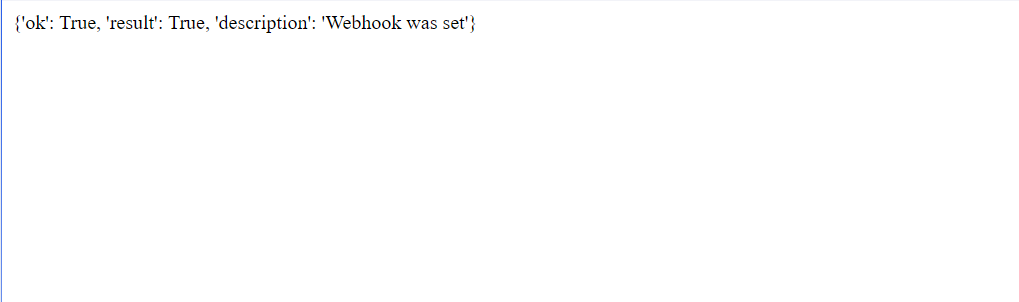 {'ok': True, 'result': True, 'description': 'Webhook was set'}